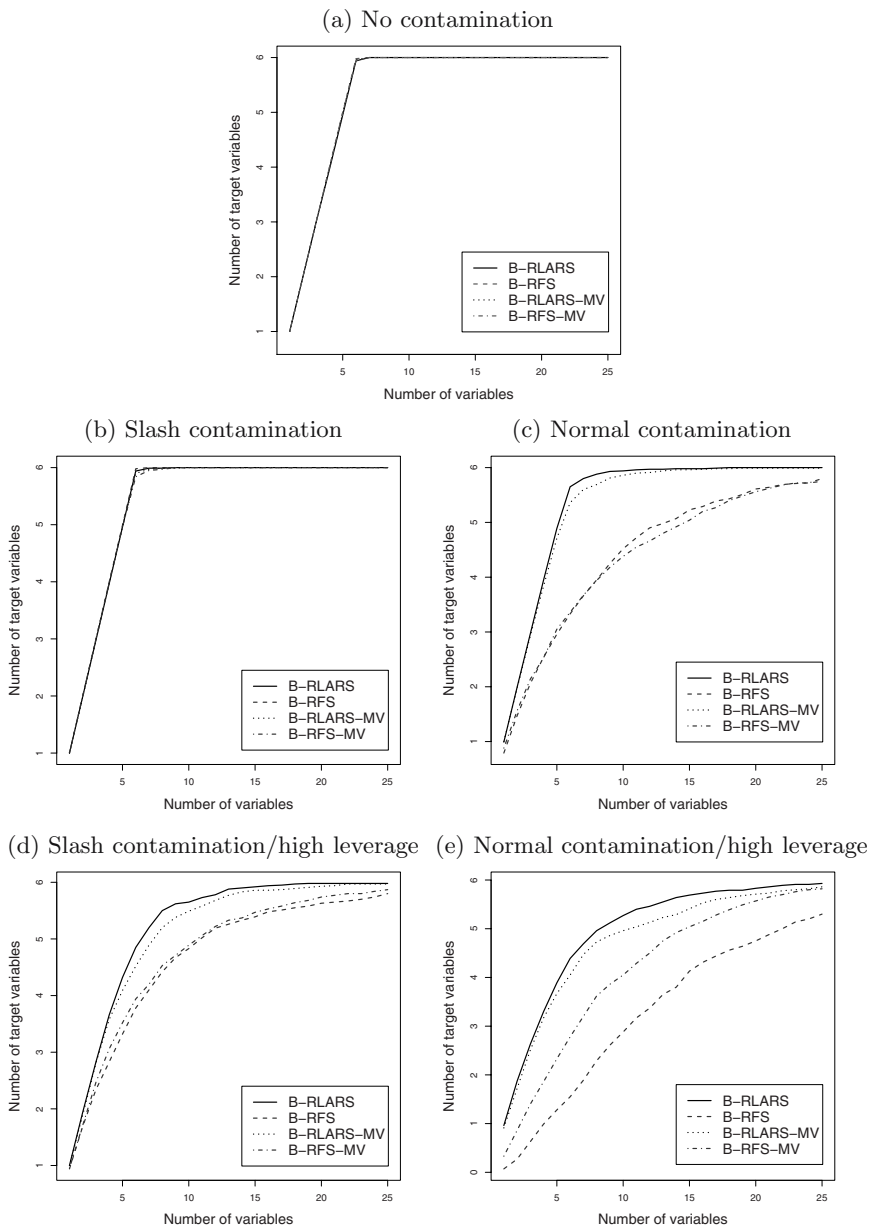 (a) No contamination
Number of target variables
6
5
4
3
2
1
B−RLARS
B−RFS
B−RLARS−MV
B−RFS−MV
5 10 15 20 25
Number of variables
(b) Slash contamination
Number of target variables
6
5
4
3
2
1
B−RLARS
B−RFS
B−RLARS−MV
B−RFS−MV
5 10 15 20 25
Number of variables
(c) Normal contamination
Number of target variables
6
5
4
3
2
1
B−RLARS
B−RFS
B−RLARS−MV
B−RFS−MV
5 10 15 20 25
Number of variables
(d) Slash contamination/high leverage
Number of target variables
6
5
4
3
2
1
B−RLARS
B−RFS
B−RLARS−MV
B−RFS−MV
5 10 15 20 25
Number of variables
(e) Normal contamination/high leverage
Number of target variables
6
5
4
3
2
1
0
B−RLARS
B−RFS
B−RLARS−MV
B−RFS−MV
5 10 15 20 25
Number of variables